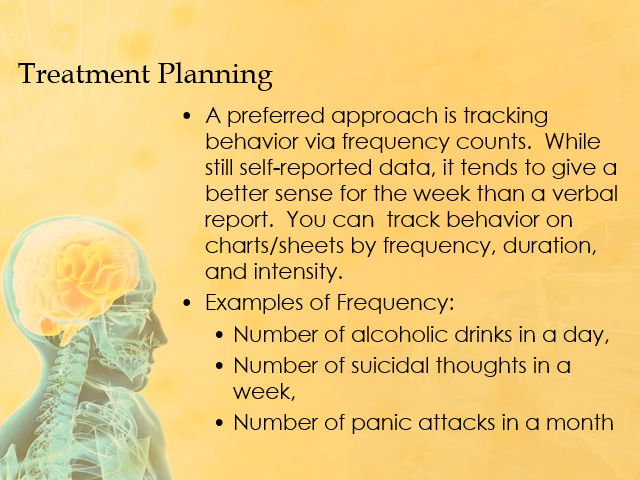 Treatment Planning
• A preferred approach is tracking
behavior via frequency counts.  While
still self-reported data, it tends to give a
better sense for the week than a verbal
report.  You can  track behavior on
charts/sheets by frequency, duration,
and intensity.
• Examples of Frequency:
• Number of alcoholic drinks in a day,
• Number of suicidal thoughts in a
week,
• Number of panic attacks in a month